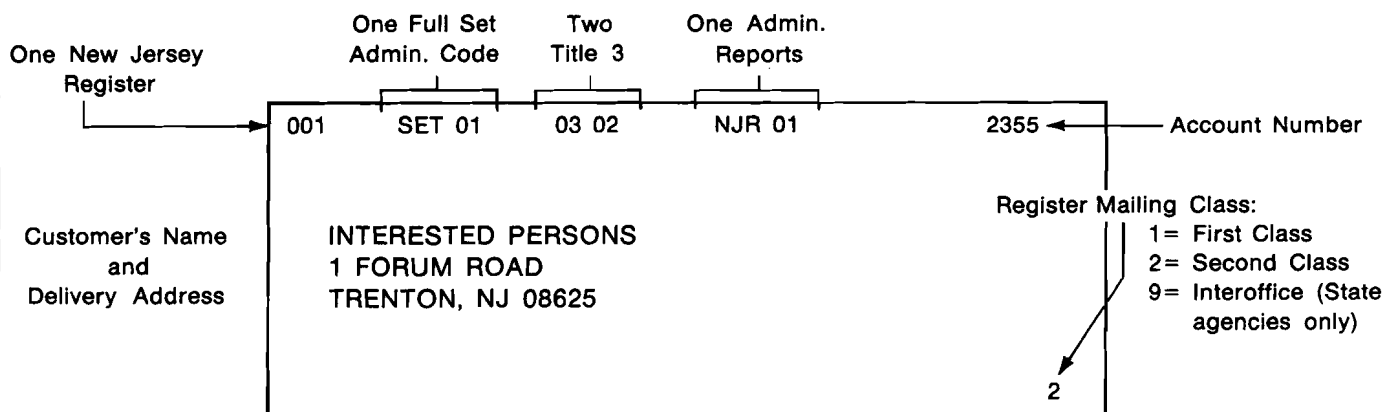 One Full Set
Admin. Code
Two
Title 3
One Admin.
Reports
One New Jersey
Register
001 SET 01 03 02 NJR 01 2355
Account Number
Customer's Name
and
Delivery Address
INTERESTED PERSONS
1 FORUM ROAD
TRENTON, NJ 08625
Register Mailing Class:
1= First Class
2= Second Class
9= Interoffice (State
agencies only)
2